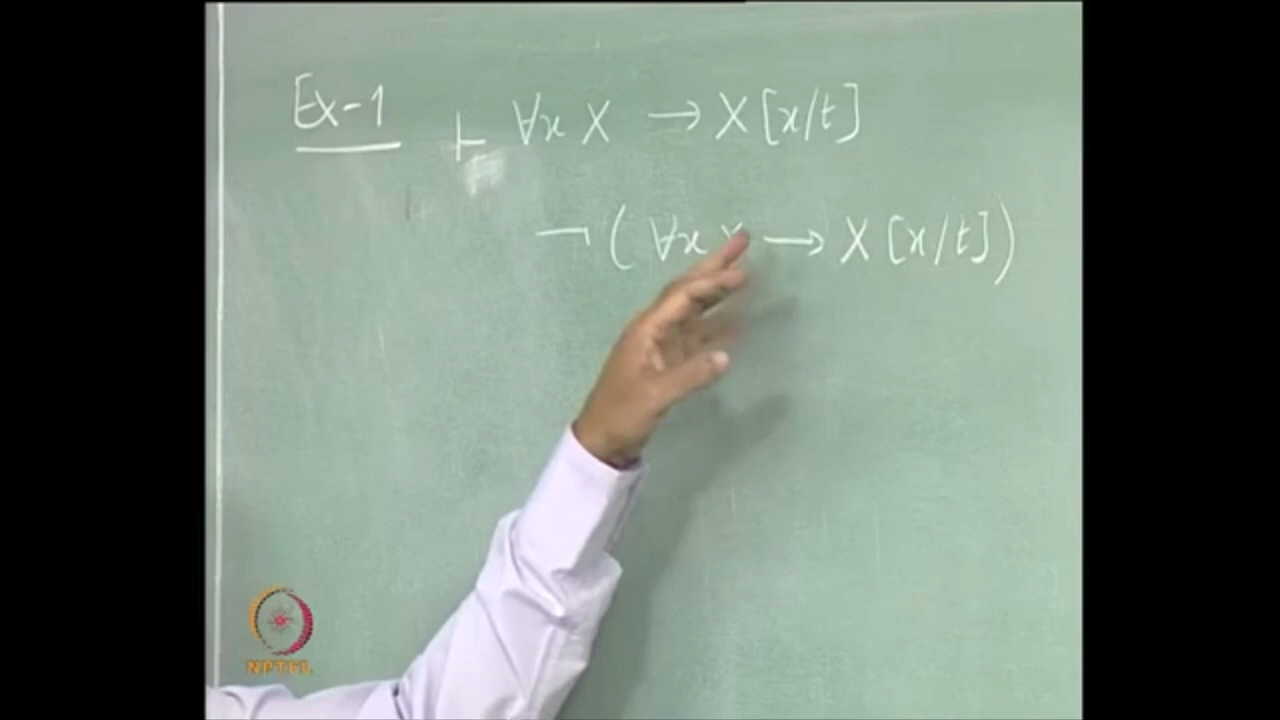 Ex-1 ⊢ ∀x X → X[x/t]
¬(∀x X → X[x/t])
NPTEL